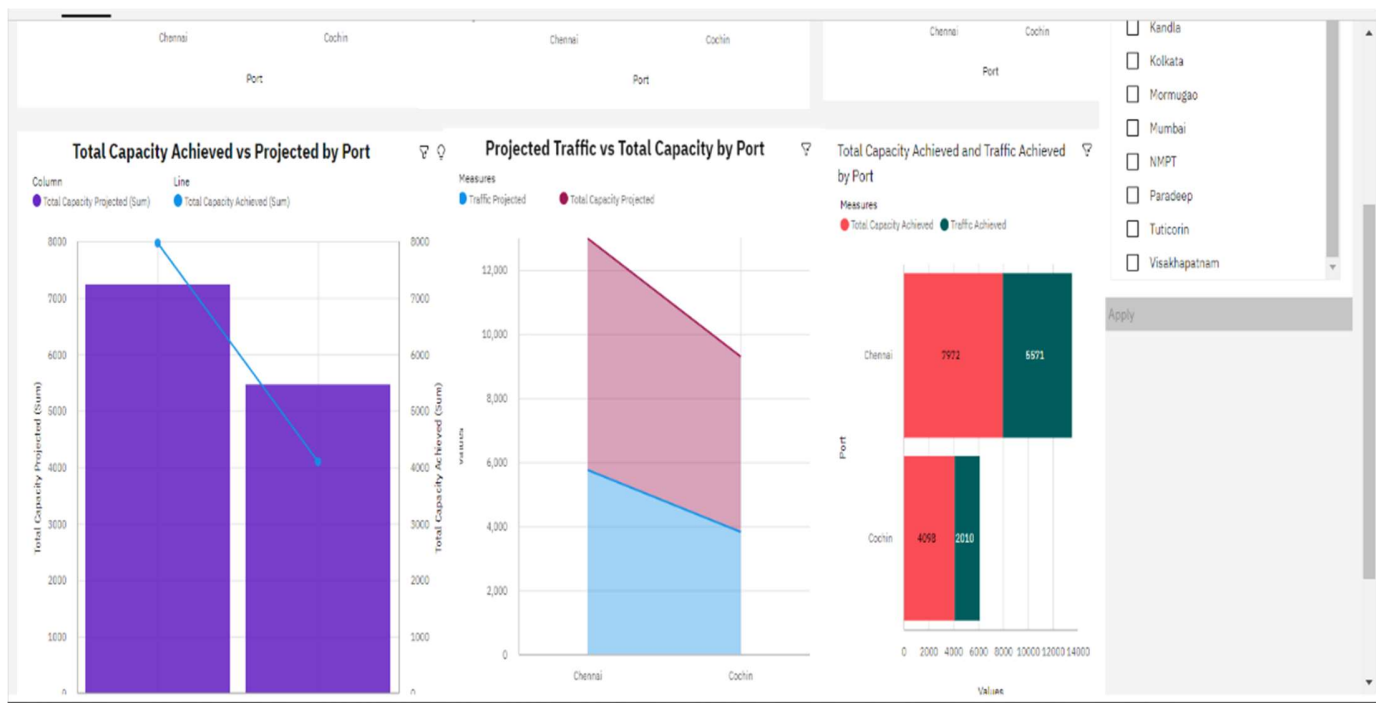 Chennai
Cochin
Port
Chennai
Cochin
Port
Chennai
Cochin
Port
Kandla
Kolkata
Mormugao
Mumbai
NMPT
Paradeep
Tuticorin
Visakhapatnam
Apply
Total Capacity Achieved vs Projected by Port
Column
Line
Total Capacity Projected (Sum)
Total Capacity Achieved (Sum)
8000
7000
6000
5000
4000
3000
2000
1000
0
Total Capacity Projected (Sum)
8000
7000
6000
5000
4000
3000
2000
1000
0
Total Capacity Achieved (Sum)
Projected Traffic vs Total Capacity by Port
Measures
Traffic Projected
Total Capacity Projected
12,000
10,000
8,000
6,000
4,000
2,000
0
Values
Chennai
Cochin
Total Capacity Achieved and Traffic Achieved
by Port
Measures
Total Capacity Achieved
Traffic Achieved
Port
Chennai
7972
5571
Cochin
4098
2010
0 2000 4000 6000 8000 10000 12000 14000
Values